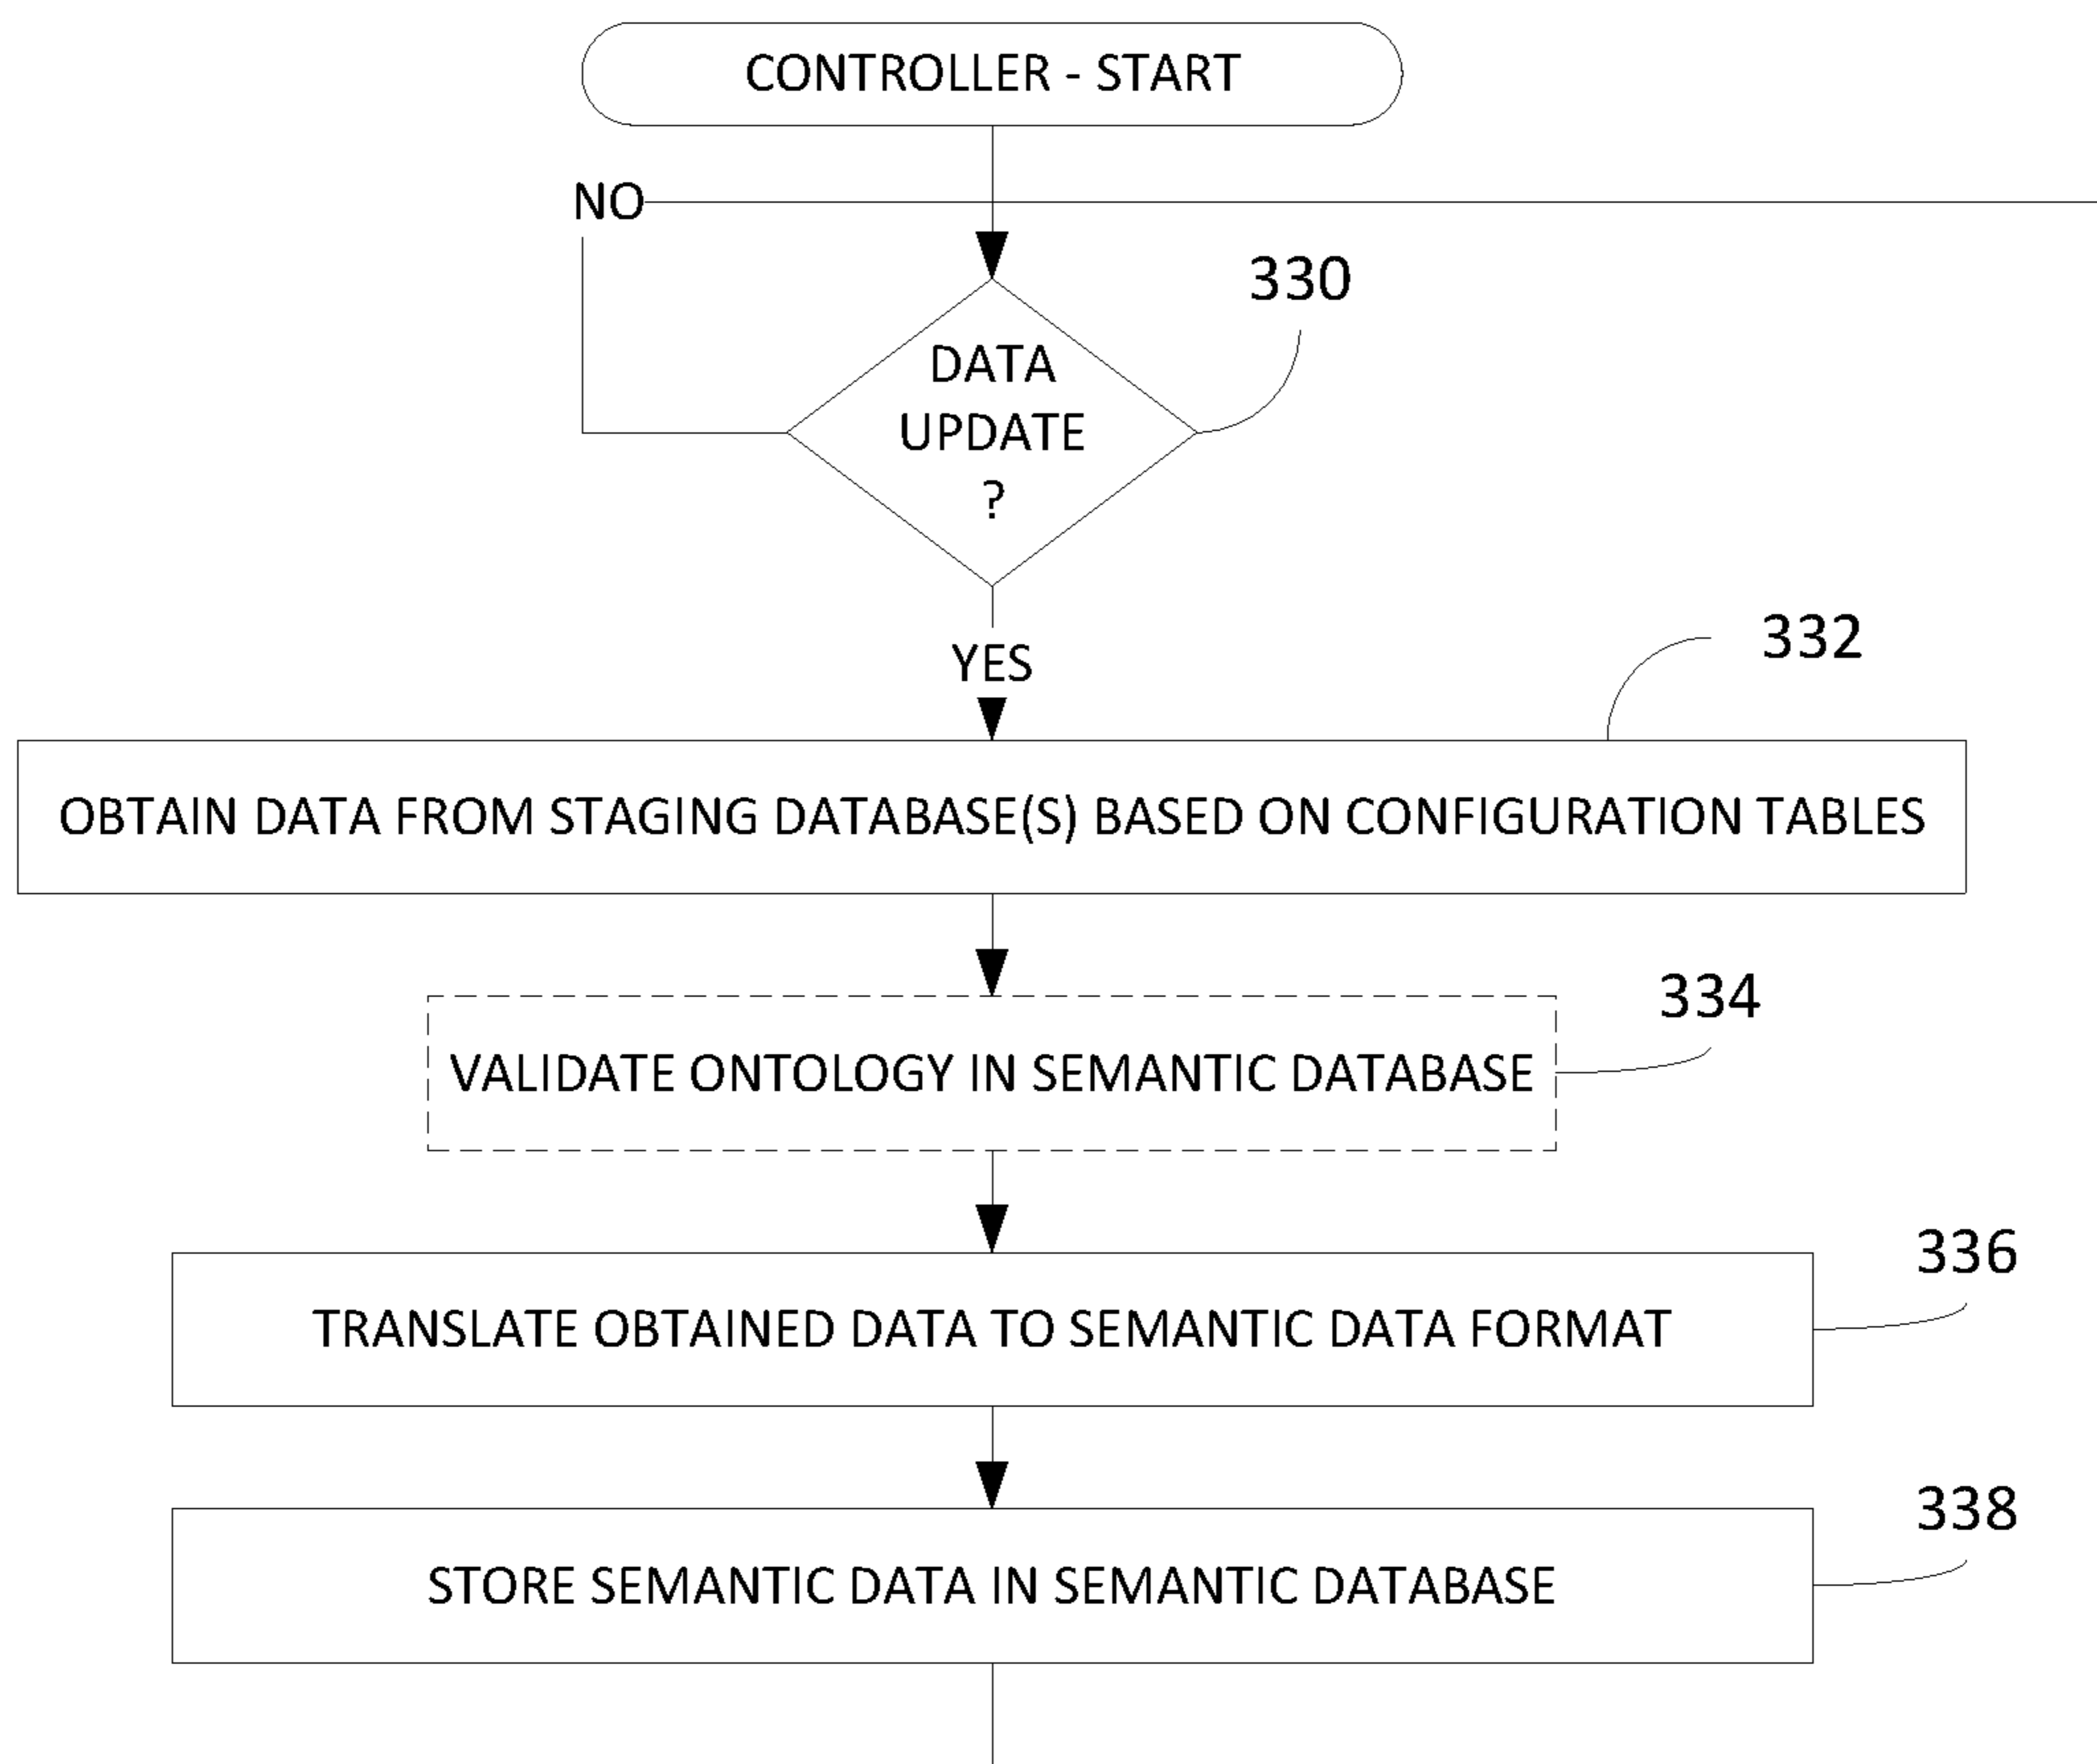 CONTROLLER - START
NO
330
DATA
UPDATE
?
YES
332
OBTAIN DATA FROM STAGING DATABASE(S) BASED ON CONFIGURATION TABLES
334
VALIDATE ONTOLOGY IN SEMANTIC DATABASE
336
TRANSLATE OBTAINED DATA TO SEMANTIC DATA FORMAT
338
STORE SEMANTIC DATA IN SEMANTIC DATABASE